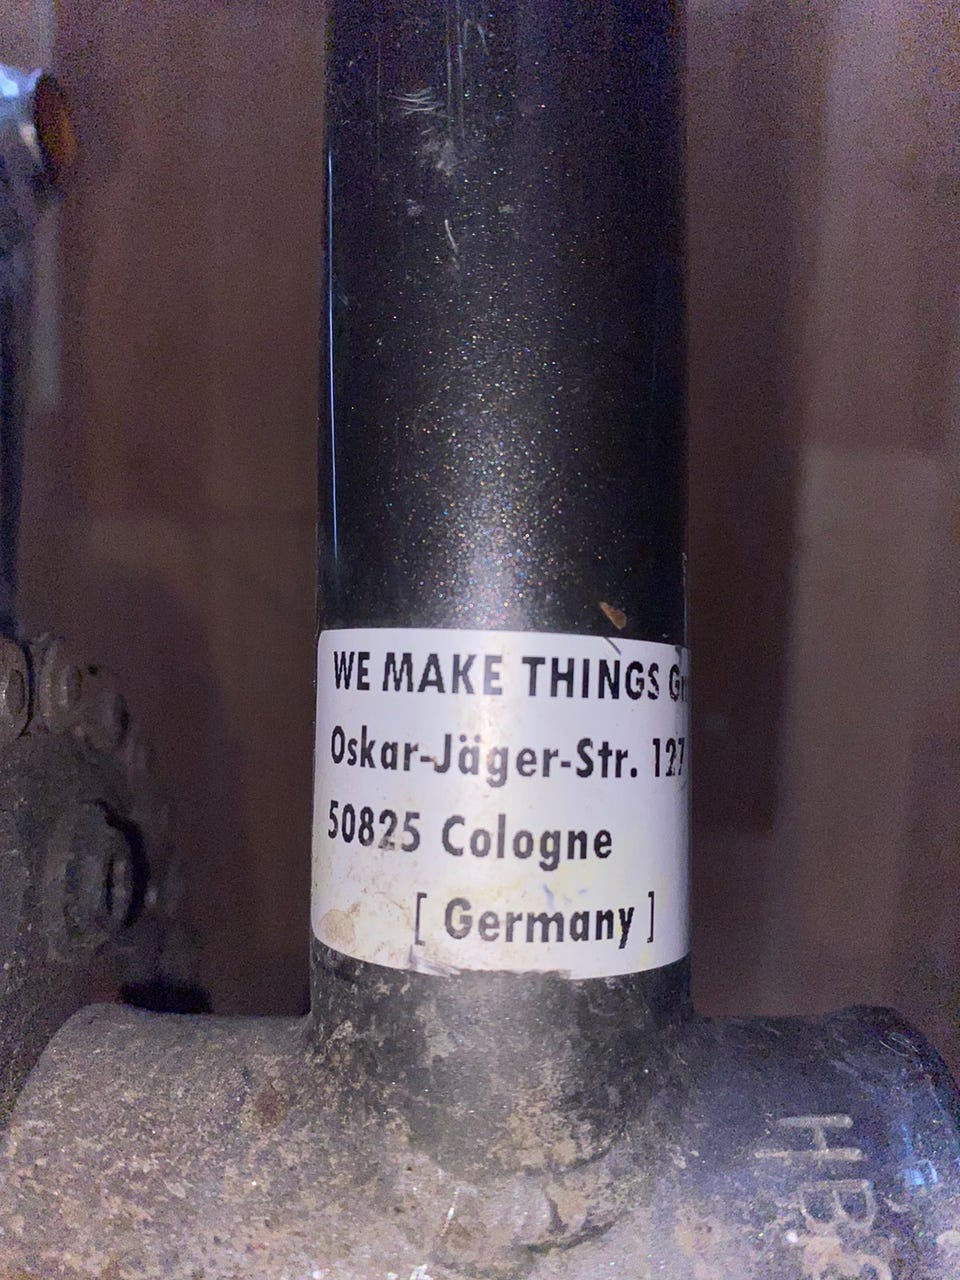 WE MAKE THINGS
Oskar-Jäger-Str. 127
50825 Cologne
[ Germany ]